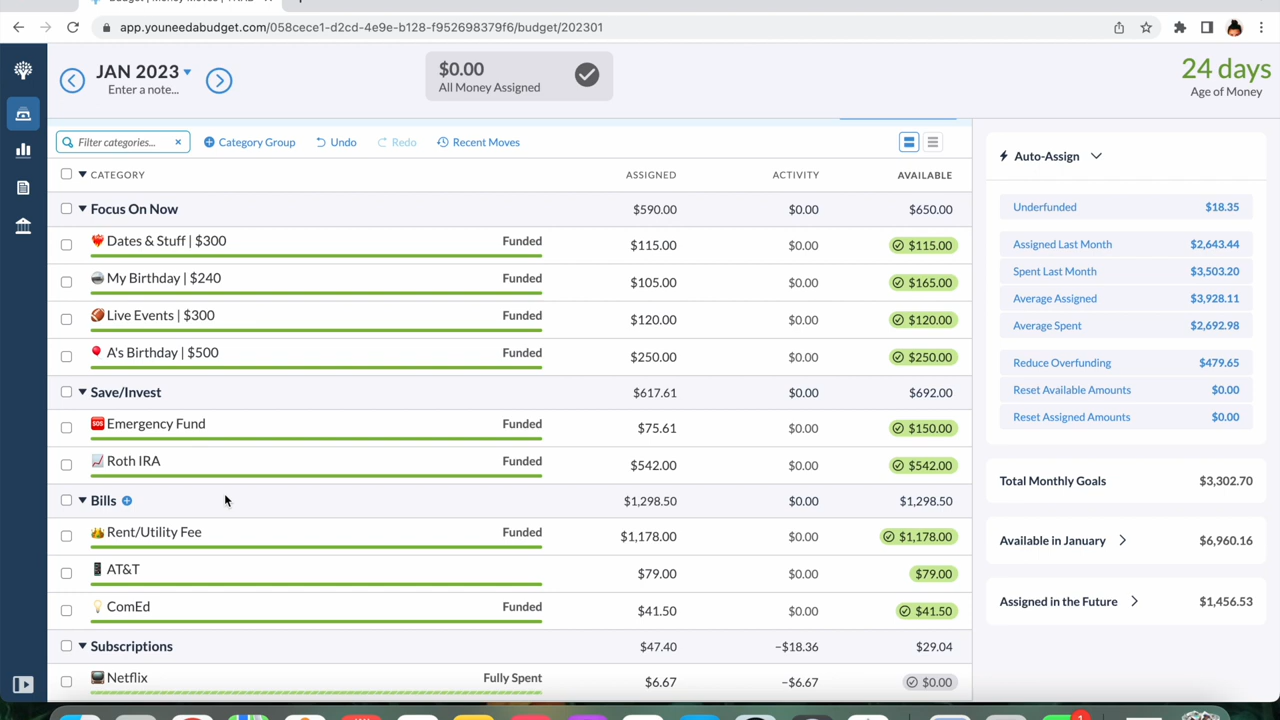 app.youneedabudget.com/058cece1-d2cd-4e9e-b128-f952698379f6/budget/202301
JAN 2023
Enter a note...
$0.00
All Money Assigned
24 days
Age of Money
Filter categories...
Category Group
Undo
Redo
Recent Moves
CATEGORY ASSIGNED ACTIVITY AVAILABLE
Focus On Now $590.00 $0.00 $650.00
Dates & Stuff | $300 Funded $115.00 $0.00 $115.00
My Birthday | $240 Funded $105.00 $0.00 $165.00
Live Events | $300 Funded $120.00 $0.00 $120.00
A's Birthday | $500 Funded $250.00 $0.00 $250.00
Save/Invest $617.61 $0.00 $692.00
SOS Emergency Fund Funded $75.61 $0.00 $150.00
Roth IRA Funded $542.00 $0.00 $542.00
Bills $1,298.50 $0.00 $1,298.50
Rent/Utility Fee Funded $1,178.00 $0.00 $1,178.00
AT&T $79.00 $0.00 $79.00
ComEd Funded $41.50 $0.00 $41.50
Subscriptions $47.40 −$18.36 $29.04
Netflix Fully Spent $6.67 −$6.67 $0.00
Auto-Assign
Underfunded $18.35
Assigned Last Month $2,643.44
Spent Last Month $3,503.20
Average Assigned $3,928.11
Average Spent $2,692.98
Reduce Overfunding $479.65
Reset Available Amounts $0.00
Reset Assigned Amounts $0.00
Total Monthly Goals $3,302.70
Available in January $6,960.16
Assigned in the Future $1,456.53
1